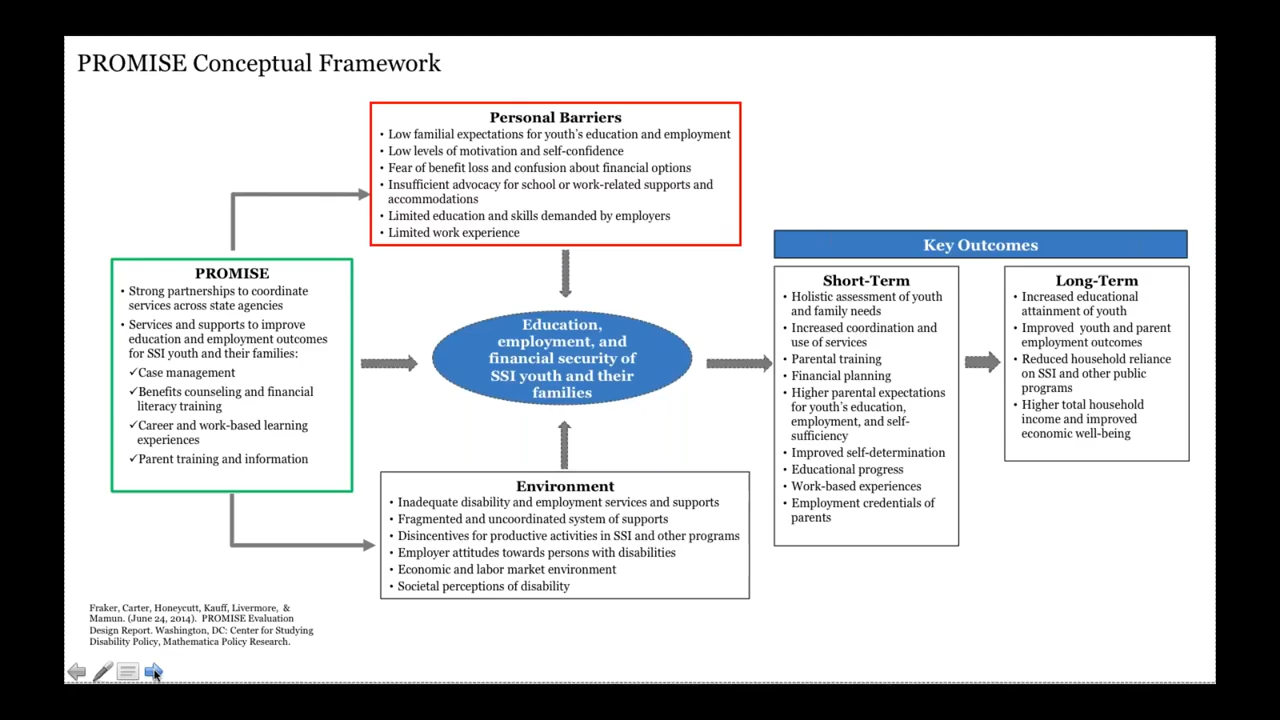 PROMISE Conceptual Framework
Personal Barriers
• Low familial expectations for youth's education and employment
• Low levels of motivation and self-confidence
• Fear of benefit loss and confusion about financial options
• Insufficient advocacy for school or work-related supports and
accommodations
• Limited education and skills demanded by employers
• Limited work experience
PROMISE
• Strong partnerships to coordinate
services across state agencies
• Services and supports to improve
education and employment outcomes
for SSI youth and their families:
✓Case management
✓Benefits counseling and financial
literacy training
✓Career and work-based learning
experiences
✓Parent training and information
Education,
employment, and
financial security of
SSI youth and their
families
Environment
• Inadequate disability and employment services and supports
• Fragmented and uncoordinated system of supports
• Disincentives for productive activities in SSI and other programs
• Employer attitudes towards persons with disabilities
• Economic and labor market environment
• Societal perceptions of disability
Key Outcomes
Short-Term
• Holistic assessment of youth
and family needs
• Increased coordination and
use of services
• Parental training
• Financial planning
• Higher parental expectations
for youth's education,
employment, and self-
sufficiency
• Improved self-determination
• Educational progress
• Work-based experiences
• Employment credentials of
parents
Long-Term
• Increased educational
attainment of youth
• Improved youth and parent
employment outcomes
• Reduced household reliance
on SSI and other public
programs
• Higher total household
income and improved
economic well-being
Fraker, Carter, Honeycutt, Kauff, Livermore, &
Mamun. (June 24, 2014). PROMISE Evaluation
Design Report. Washington, DC: Center for Studying
Disability Policy, Mathematica Policy Research.